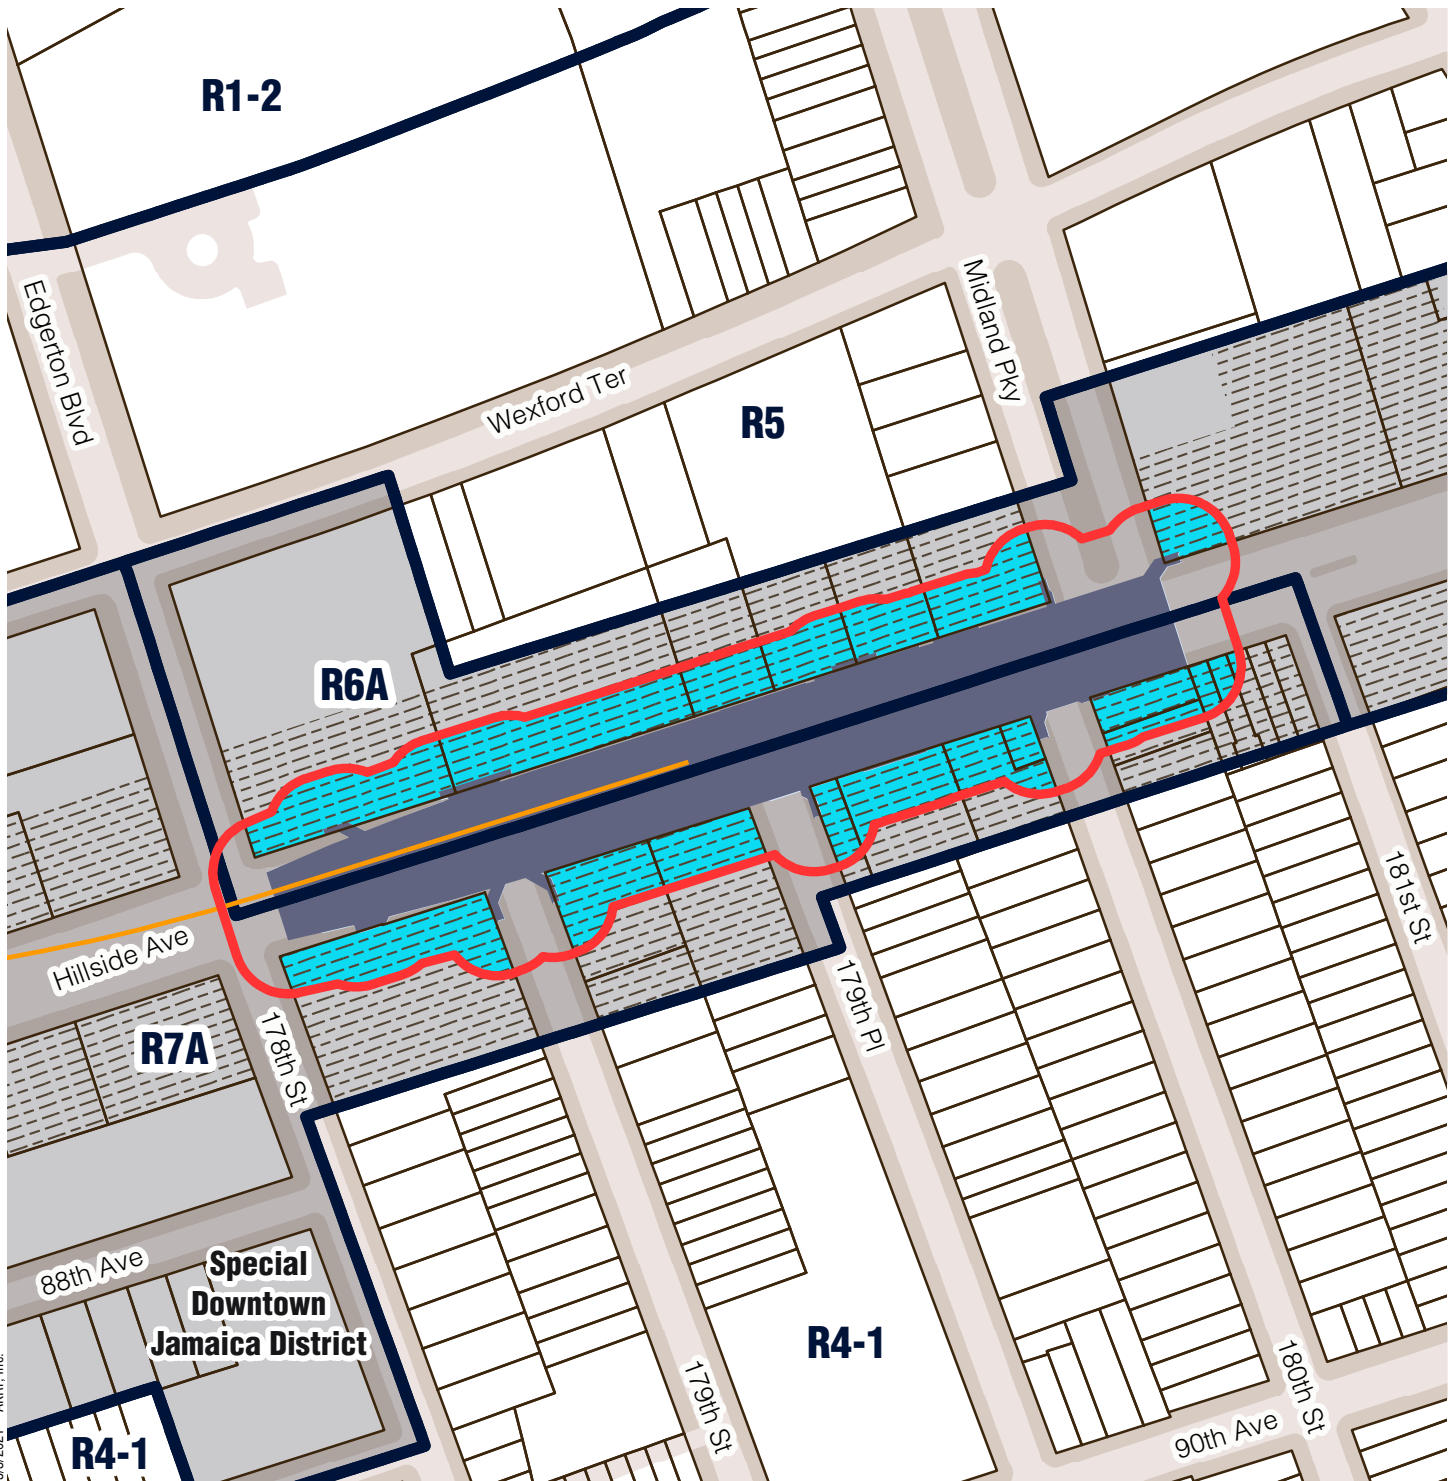 R1-2
Edgerton Blvd
Midland Pky
Wexford Ter
R5
R6A
Hillside Ave
R7A
178th St
179th Pl
181st St
88th Ave
Special
Downtown
Jamaica District
R4-1
179th St
180th St
90th Ave
R4-1